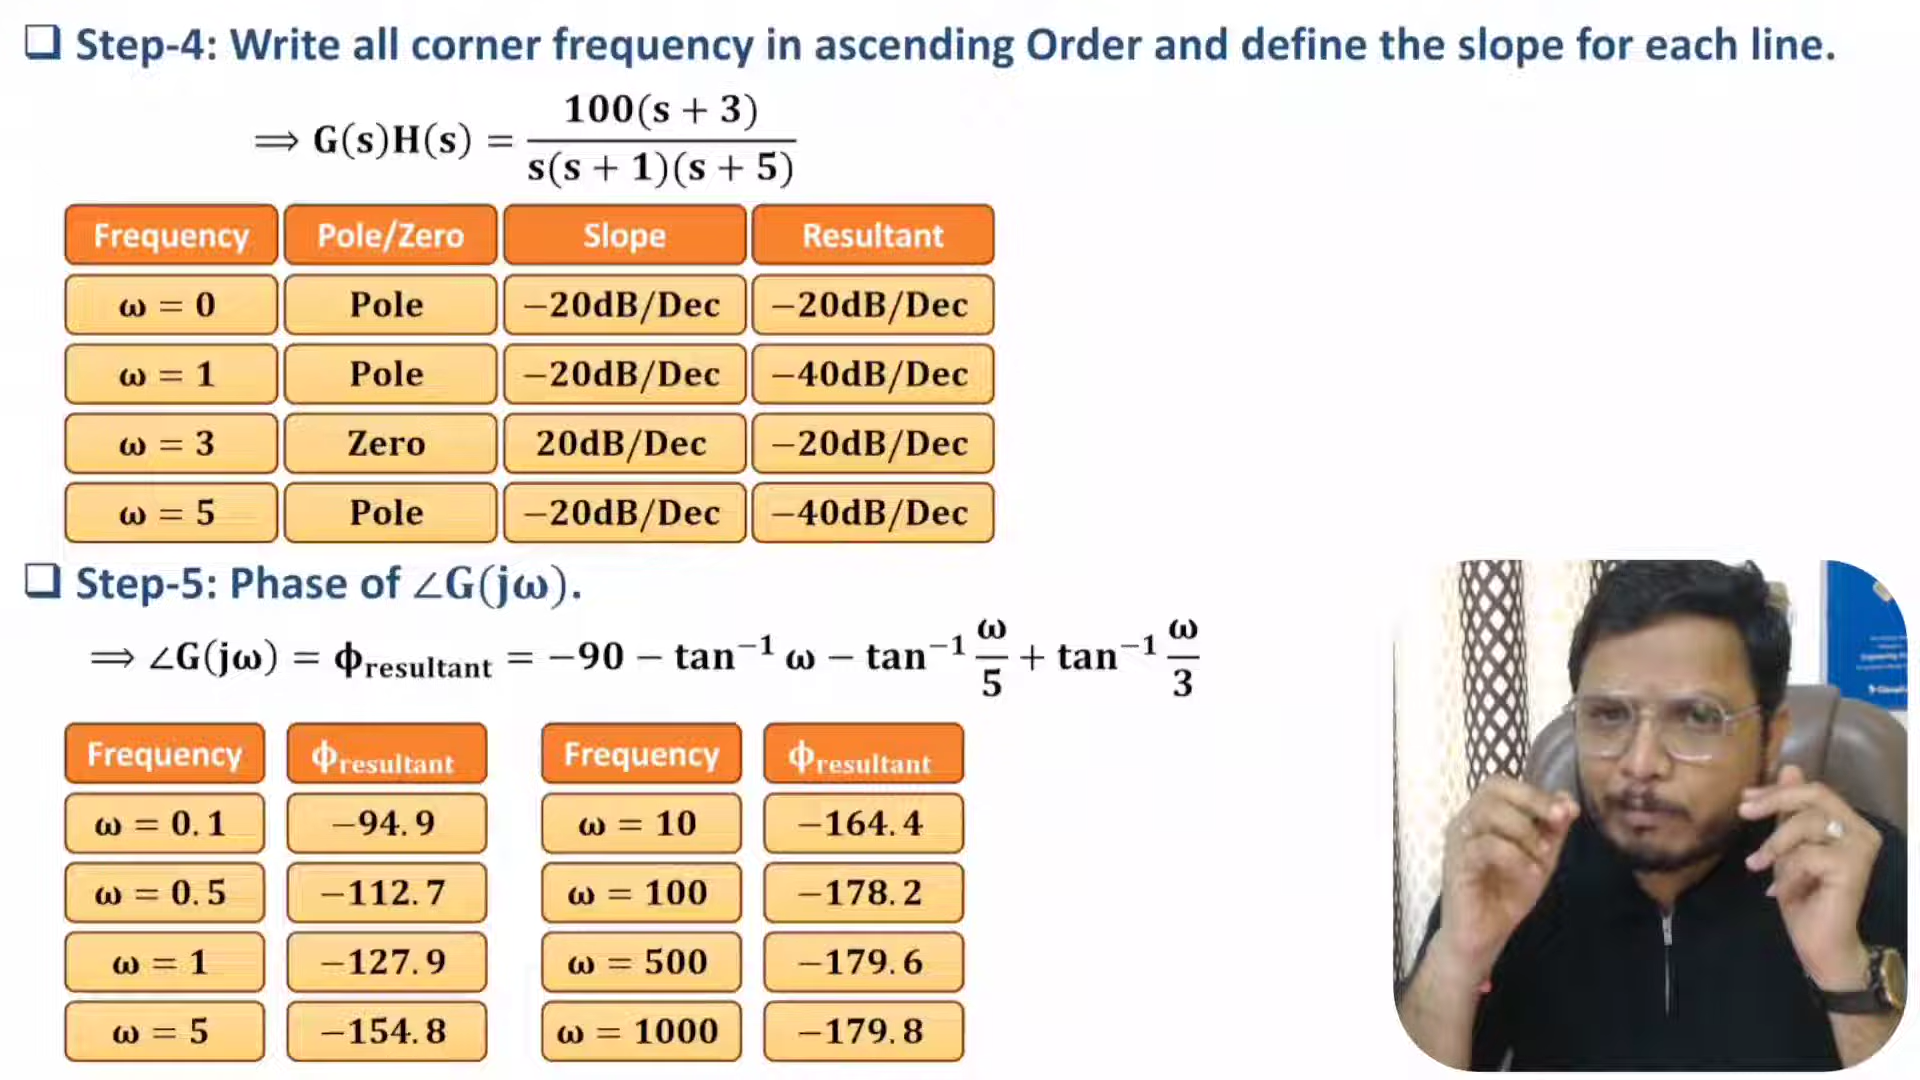 ❑ Step-4: Write all corner frequency in ascending Order and define the slope for each line.
⟹ G(s)H(s) = 100(s + 3) / s(s + 1)(s + 5)
Frequency Pole/Zero Slope Resultant
ω = 0 Pole −20dB/Dec −20dB/Dec
ω = 1 Pole −20dB/Dec −40dB/Dec
ω = 3 Zero 20dB/Dec −20dB/Dec
ω = 5 Pole −20dB/Dec −40dB/Dec
❑ Step-5: Phase of ∠G(jω).
⟹ ∠G(jω) = ϕresultant = −90 − tan⁻¹ ω − tan⁻¹ ω/5 + tan⁻¹ ω/3
Frequency ϕresultant Frequency ϕresultant
ω = 0.1 −94.9 ω = 10 −164.4
ω = 0.5 −112.7 ω = 100 −178.2
ω = 1 −127.9 ω = 500 −179.6
ω = 5 −154.8 ω = 1000 −179.8